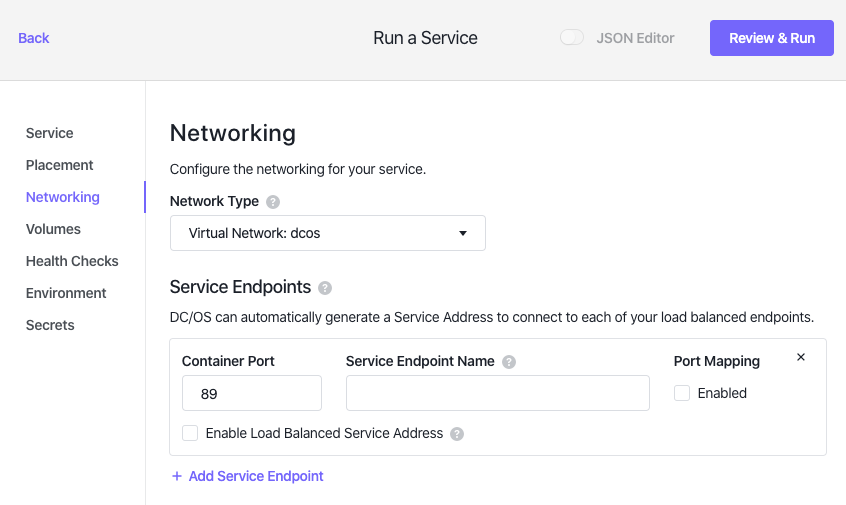 Back
Run a Service
JSON Editor
Review & Run
Service
Placement
Networking
Volumes
Health Checks
Environment
Secrets
Networking
Configure the networking for your service.
Network Type ?
Virtual Network: dcos
Service Endpoints ?
DC/OS can automatically generate a Service Address to connect to each of your load balanced endpoints.
Container Port
Service Endpoint Name ?
Port Mapping
89
Enabled
Enable Load Balanced Service Address ?
+ Add Service Endpoint